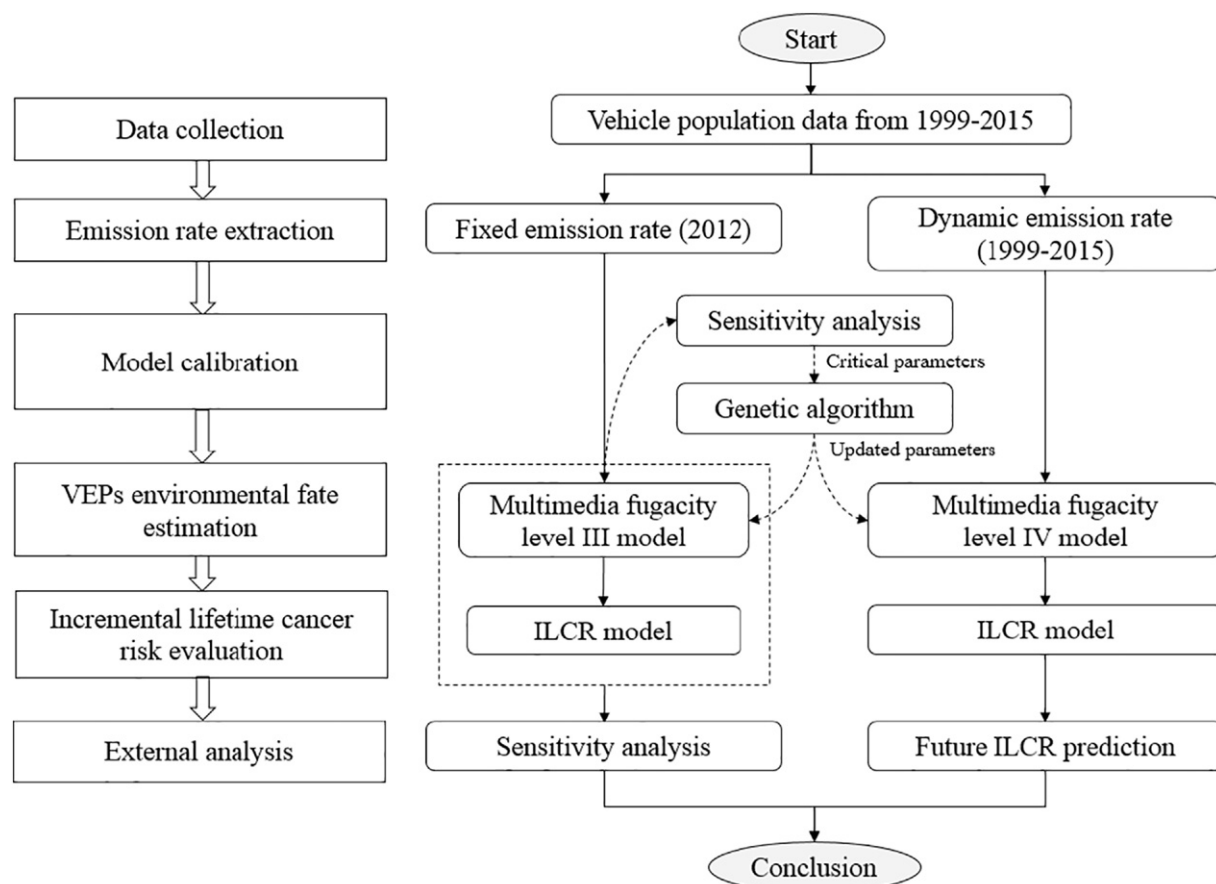 Start
Data collection
Vehicle population data from 1999-2015
Emission rate extraction
Fixed emission rate (2012)
Dynamic emission rate
(1999-2015)
Model calibration
Sensitivity analysis
Critical parameters
Genetic algorithm
Updated parameters
VEPs environmental fate
estimation
Multimedia fugacity
level III model
Multimedia fugacity
level IV model
Incremental lifetime cancer
risk evaluation
ILCR model
ILCR model
External analysis
Sensitivity analysis
Future ILCR prediction
Conclusion